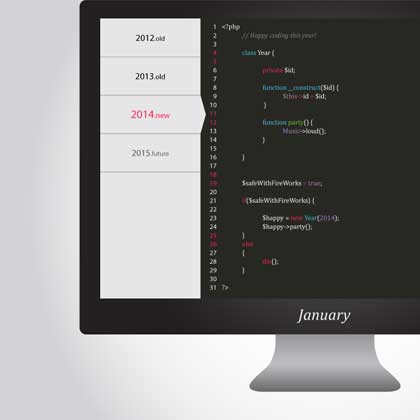 2012.old
2013.old
2014.new
2015.future
1 <?php
2 // Happy coding this year!
3
4 class Year {
5
6 private $id;
7
8 function _construct($id) {
9 $this->id = $id;
10 }
11
12 function party() {
13 Music->loud();
14 }
15
16 }
17
18
19 $safeWithFireWorks = true;
20
21 if($safeWithFireWorks) {
22
23 $happy = new Year(2014);
24 $happy->party();
25 }
26 else
27 {
28 die();
29 }
30
31 ?>
January